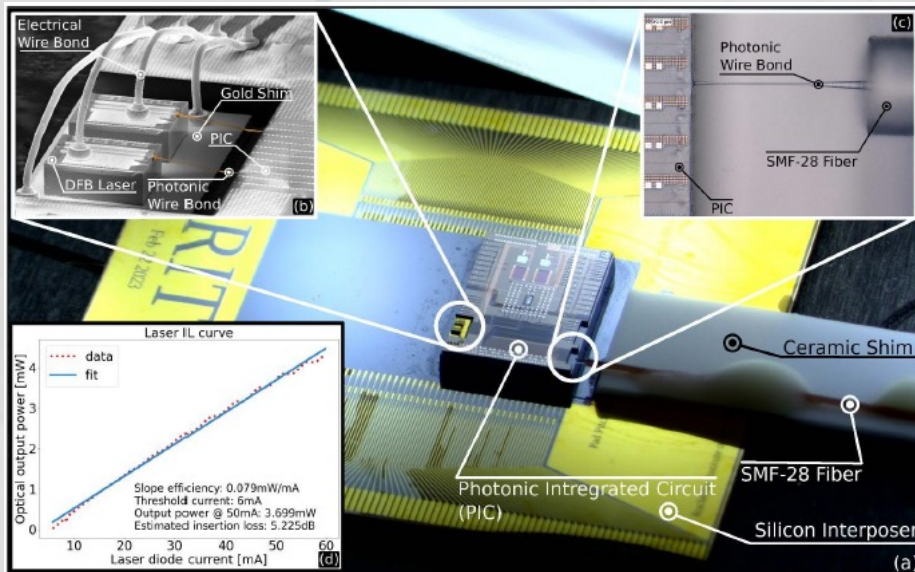 Electrical
Wire Bond
Gold Shim
PIC
DFB Laser
Photonic
Wire Bond
(b)
(c)
Photonic
Wire Bond
SMF-28 Fiber
PIC
RIT
Feb 22 2023
Laser IL curve
data
fit
Optical output power [mW]
4
3
2
1
0
Slope efficiency: 0.079mW/mA
Threshold current: 6mA
Output power @ 50mA: 3.699mW
Estimated insertion loss: 5.225dB
10 20 30 40 50 60
Laser diode current [mA]
(d)
Ceramic Shim
SMF-28 Fiber
Photonic Intregrated Circuit
(PIC)
Silicon Interposer
(a)